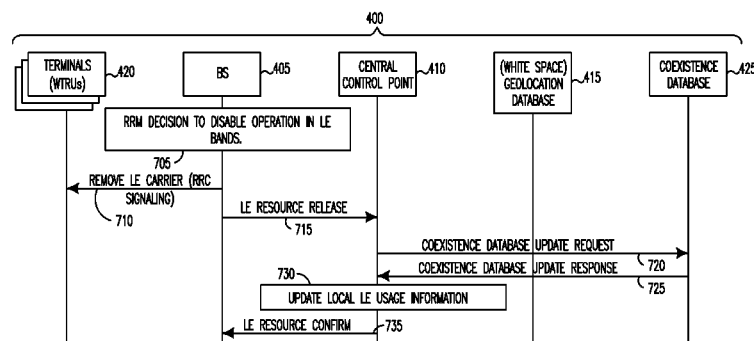 400
TERMINALS
(WTRUs)
420
BS
405
CENTRAL
CONTROL POINT
410
(WHITE SPACE)
GEOLOCATION
DATABASE
415
COEXISTENCE
DATABASE
425
RRM DECISION TO DISABLE OPERATION IN LE
BANDS.
705
REMOVE LE CARRIER (RRC
SIGNALING)
710
LE RESOURCE RELEASE
715
COEXISTENCE DATABASE UPDATE REQUEST
720
COEXISTENCE DATABASE UPDATE RESPONSE
725
730
UPDATE LOCAL LE USAGE INFORMATION
LE RESOURCE CONFIRM
735